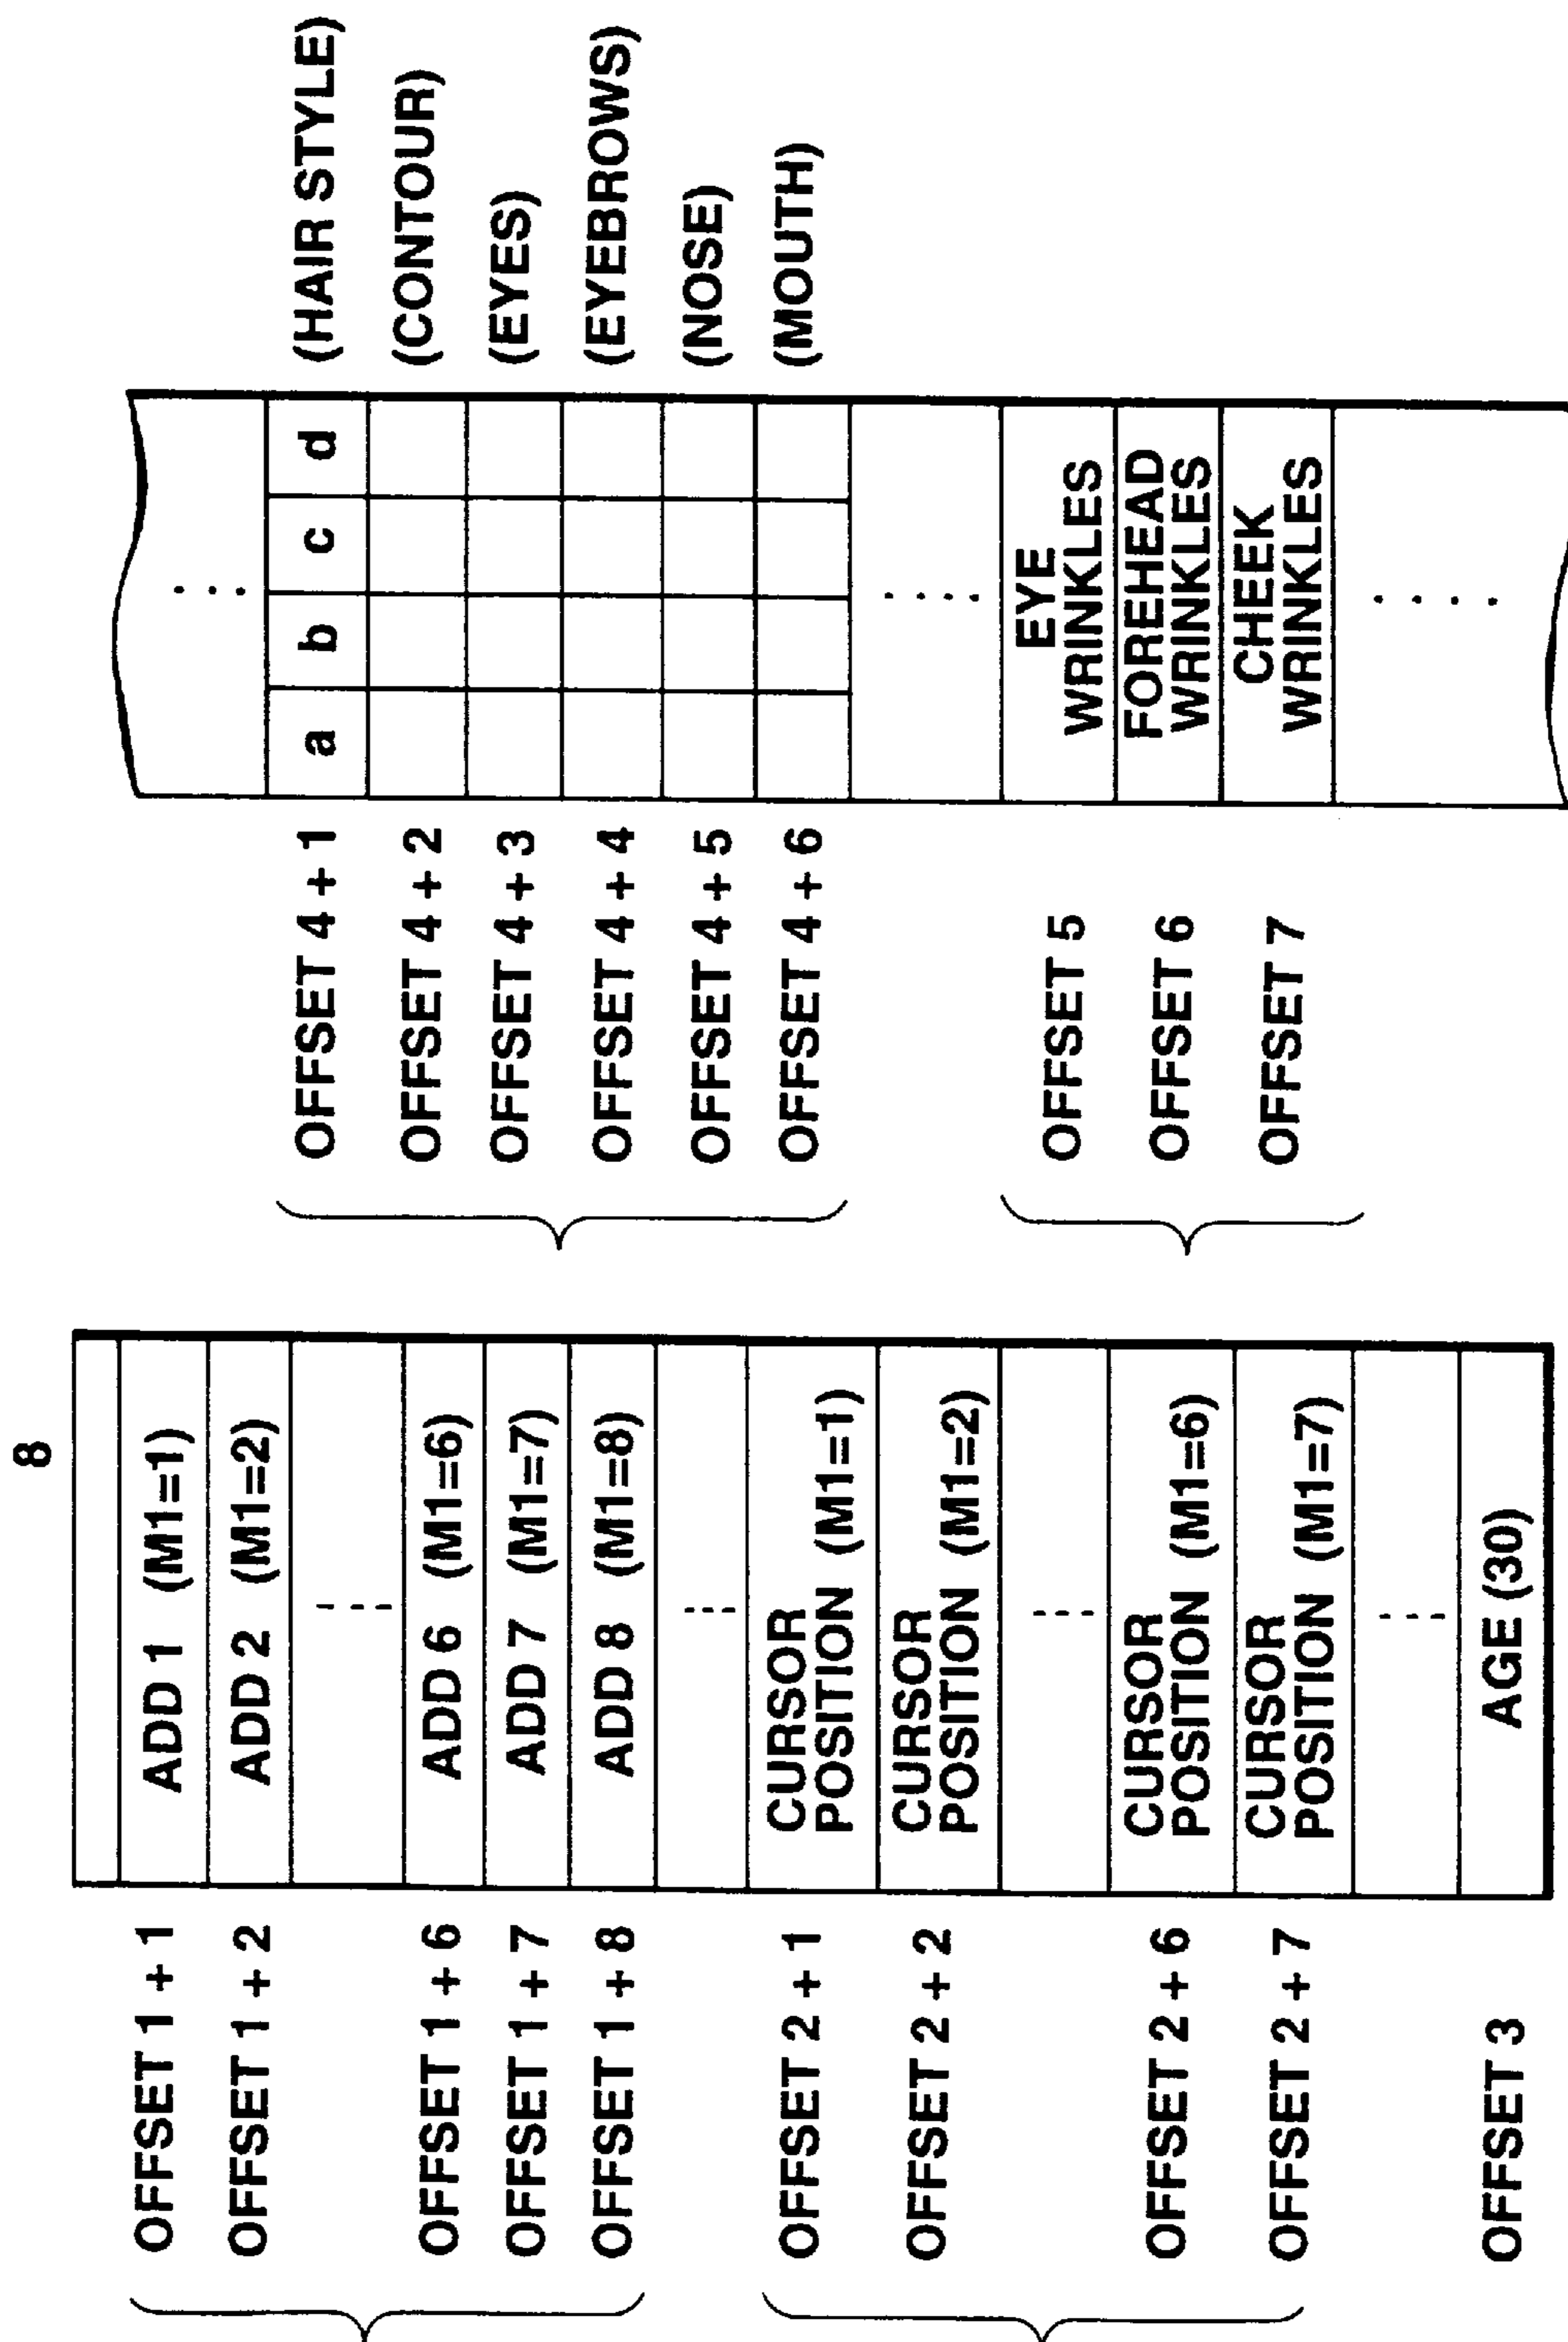 8
OFFSET 1 + 1
ADD 1 (M1=1)
OFFSET 1 + 2
ADD 2 (M1=2)
OFFSET 1 + 6
ADD 6 (M1=6)
OFFSET 1 + 7
ADD 7 (M1=7)
OFFSET 1 + 8
ADD 8 (M1=8)
OFFSET 2 + 1
CURSOR
POSITION (M1=1)
OFFSET 2 + 2
CURSOR
POSITION (M1=2)
OFFSET 2 + 6
CURSOR
POSITION (M1=6)
OFFSET 2 + 7
CURSOR
POSITION (M1=7)
OFFSET 3
AGE (30)
OFFSET 4 + 1
a b c d
(HAIR STYLE)
OFFSET 4 + 2
(CONTOUR)
OFFSET 4 + 3
(EYES)
OFFSET 4 + 4
(EYEBROWS)
OFFSET 4 + 5
(NOSE)
OFFSET 4 + 6
(MOUTH)
OFFSET 5
EYE
WRINKLES
OFFSET 6
FOREHEAD
WRINKLES
OFFSET 7
CHEEK
WRINKLES